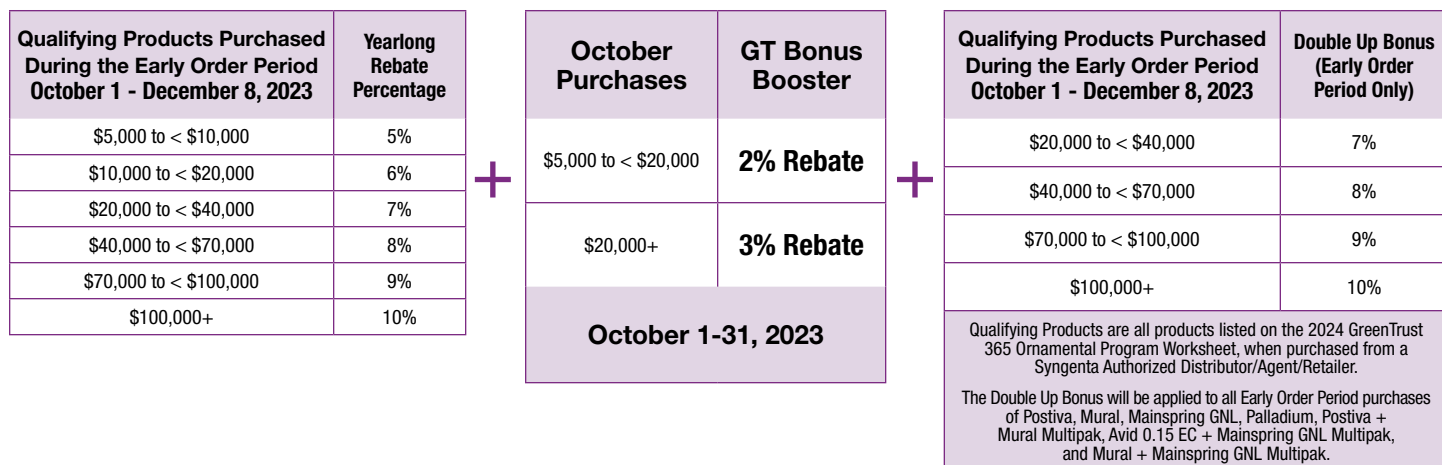 Qualifying Products Purchased
During the Early Order Period
October 1 - December 8, 2023
Yearlong
Rebate
Percentage
$5,000 to < $10,000 5%
$10,000 to < $20,000 6%
$20,000 to < $40,000 7%
$40,000 to < $70,000 8%
$70,000 to < $100,000 9%
$100,000+ 10%
+
October
Purchases
GT Bonus
Booster
$5,000 to < $20,000 2% Rebate
$20,000+ 3% Rebate
October 1-31, 2023
+
Qualifying Products Purchased
During the Early Order Period
October 1 - December 8, 2023
Double Up Bonus
(Early Order
Period Only)
$20,000 to < $40,000 7%
$40,000 to < $70,000 8%
$70,000 to < $100,000 9%
$100,000+ 10%
Qualifying Products are all products listed on the 2024 GreenTrust
365 Ornamental Program Worksheet, when purchased from a
Syngenta Authorized Distributor/Agent/Retailer.
The Double Up Bonus will be applied to all Early Order Period purchases
of Postiva, Mural, Mainspring GNL, Palladium, Postiva +
Mural Multipak, Avid 0.15 EC + Mainspring GNL Multipak,
and Mural + Mainspring GNL Multipak.